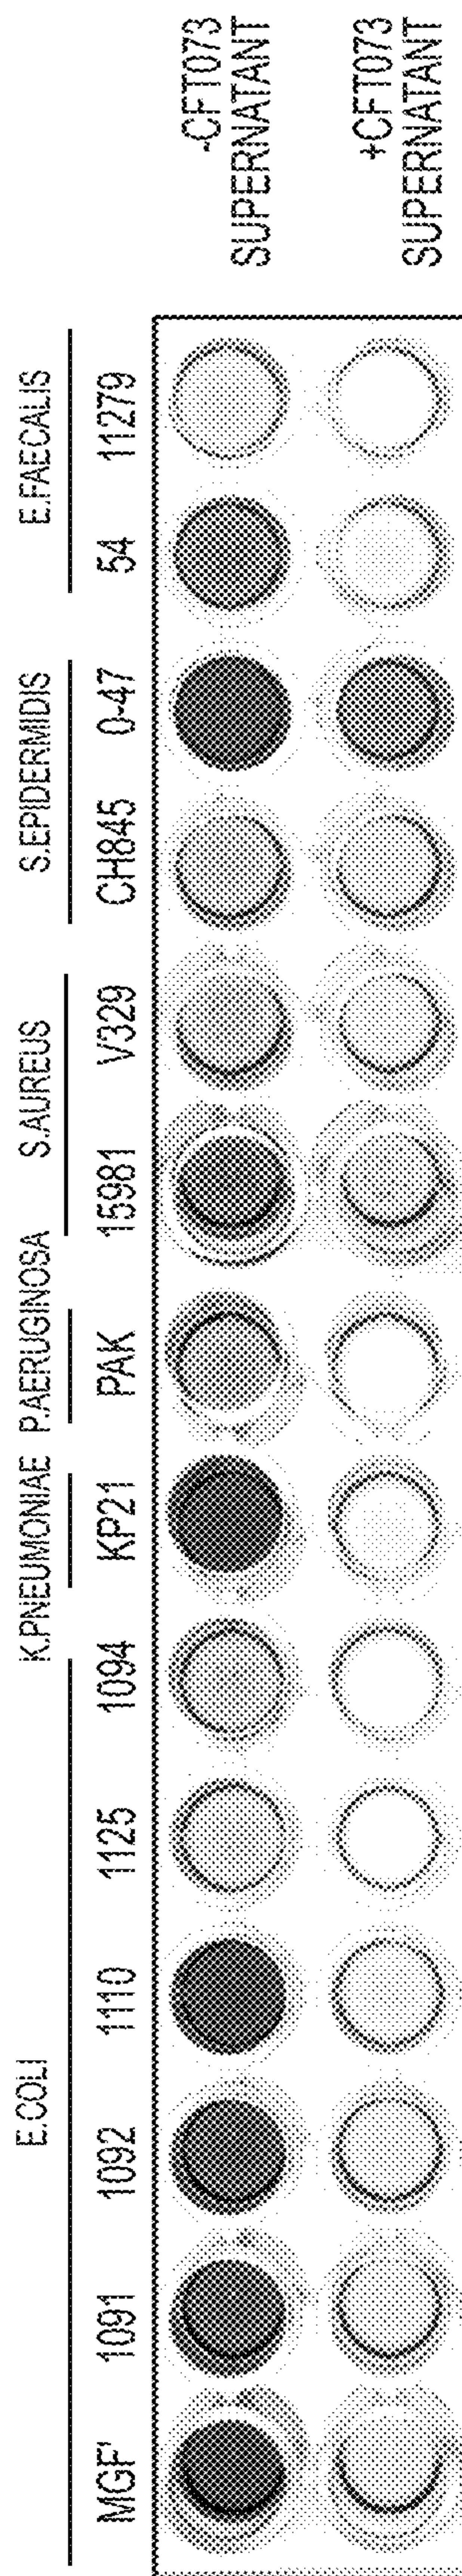 E.COLI
K.PNEUMONIAE
P.AERUGINOSA
S.AUREUS
S.EPIDERMIDIS
E.FAECALIS
MGF'
1091
1092
1110
1125
1094
KP21
PAK
15981
V329
CH845
0-47
54
11279
-CFT073
SUPERNATANT
+CFT073
SUPERNATANT